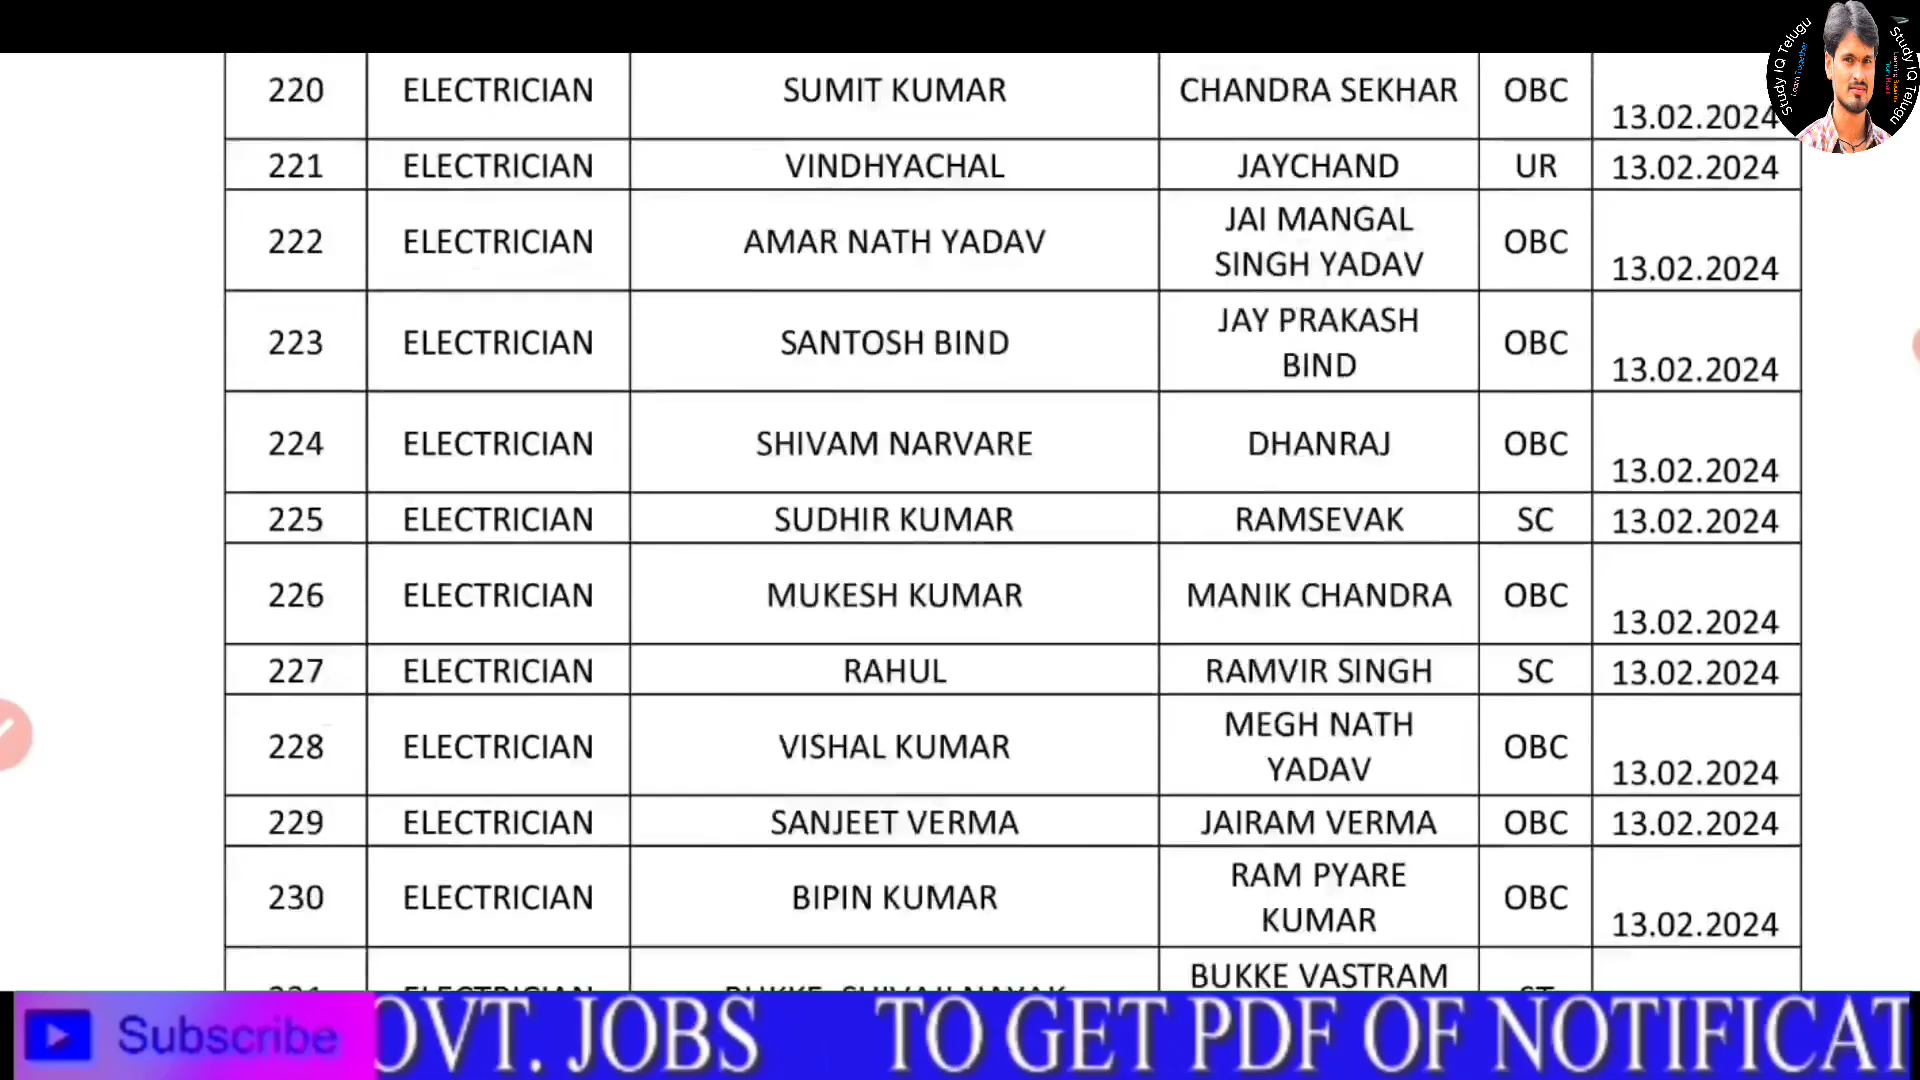 220 ELECTRICIAN SUMIT KUMAR CHANDRA SEKHAR OBC 13.02.2024
221 ELECTRICIAN VINDHYACHAL JAYCHAND UR 13.02.2024
222 ELECTRICIAN AMAR NATH YADAV JAI MANGAL
SINGH YADAV OBC 13.02.2024
223 ELECTRICIAN SANTOSH BIND JAY PRAKASH
BIND OBC 13.02.2024
224 ELECTRICIAN SHIVAM NARVARE DHANRAJ OBC 13.02.2024
225 ELECTRICIAN SUDHIR KUMAR RAMSEVAK SC 13.02.2024
226 ELECTRICIAN MUKESH KUMAR MANIK CHANDRA OBC 13.02.2024
227 ELECTRICIAN RAHUL RAMVIR SINGH SC 13.02.2024
228 ELECTRICIAN VISHAL KUMAR MEGH NATH
YADAV OBC 13.02.2024
229 ELECTRICIAN SANJEET VERMA JAIRAM VERMA OBC 13.02.2024
230 ELECTRICIAN BIPIN KUMAR RAM PYARE
KUMAR OBC 13.02.2024
BUKKE VASTRAM
Study IQ Telugu
Learn Together
Study IQ Telugu
Subscribe
OVT. JOBS TO GET PDF OF NOTIFICAT